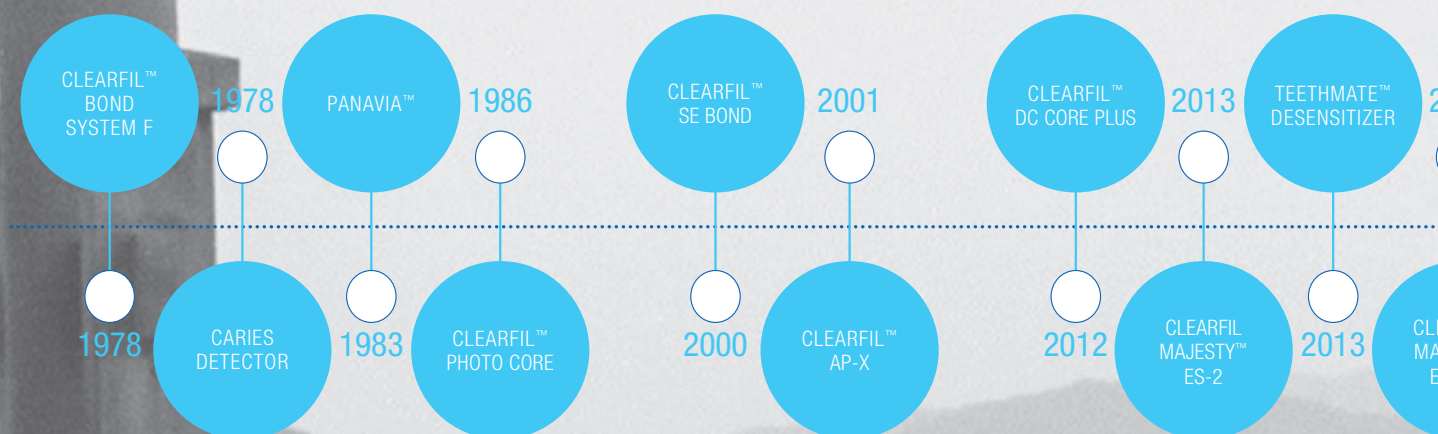 CLEARFIL™
BOND
SYSTEM F
1978
1978
CARIES
DETECTOR
PANAVIA™
1983
1986
CLEARFIL™
PHOTO CORE
CLEARFIL™
SE BOND
2000
2001
CLEARFIL™
AP-X
CLEARFIL™
DC CORE PLUS
2012
2013
CLEARFIL
MAJESTY™
ES-2
TEETHMATE™
DESENSITIZER
2013